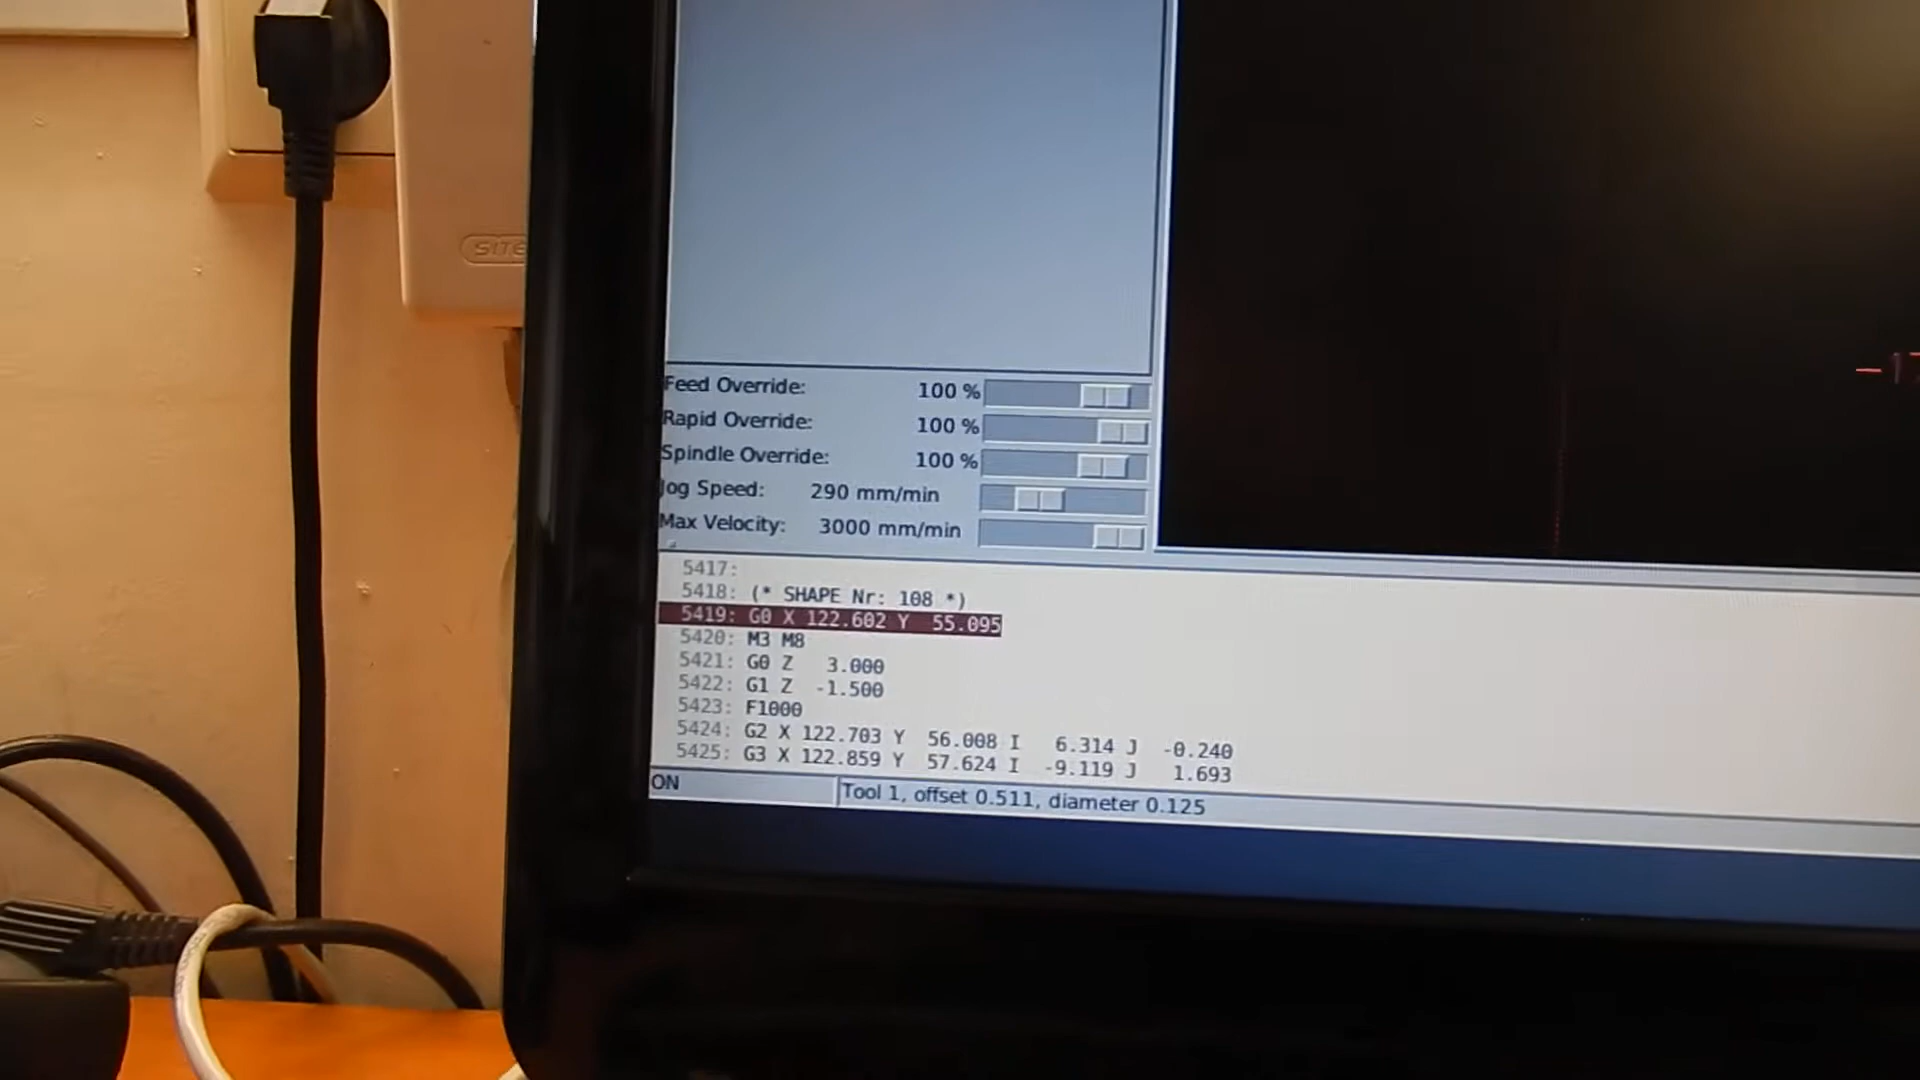 SITE
Feed Override: 100 %
Rapid Override: 100 %
Spindle Override: 100 %
Jog Speed: 290 mm/min
Max Velocity: 3000 mm/min
5417:
5418: (* SHAPE Nr: 108 *)
5419: G0 X 122.602 Y 55.095
5420: M3 M8
5421: G0 Z 3.000
5422: G1 Z -1.500
5423: F1000
5424: G2 X 122.703 Y 56.008 I 6.314 J -0.240
5425: G3 X 122.859 Y 57.624 I -9.119 J 1.693
ON
Tool 1, offset 0.511, diameter 0.125